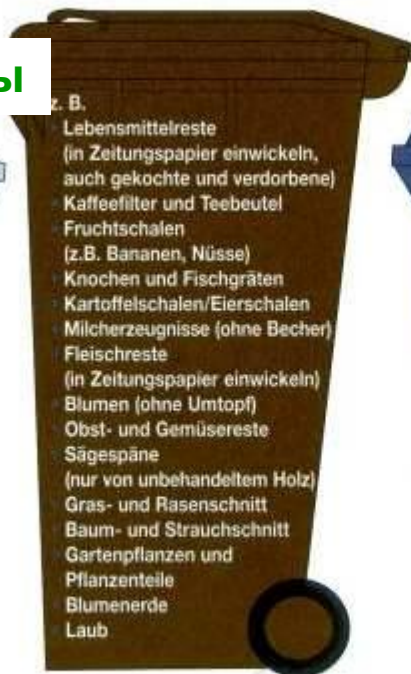 ы
z. B.
Lebensmittelreste
(in Zeitungspapier einwickeln,
auch gekochte und verdorbene)
Kaffeefilter und Teebeutel
Fruchtschalen
(z.B. Bananen, Nüsse)
Knochen und Fischgräten
Kartoffelschalen/Eierschalen
Milcherzeugnisse (ohne Becher)
Fleischreste
(in Zeitungspapier einwickeln)
Blumen (ohne Umtopf)
Obst- und Gemüsereste
Sägespäne
(nur von unbehandeltem Holz)
Gras- und Rasenschnitt
Baum- und Strauchschnitt
Gartenpflanzen und
Pflanzenteile
Blumenerde
Laub